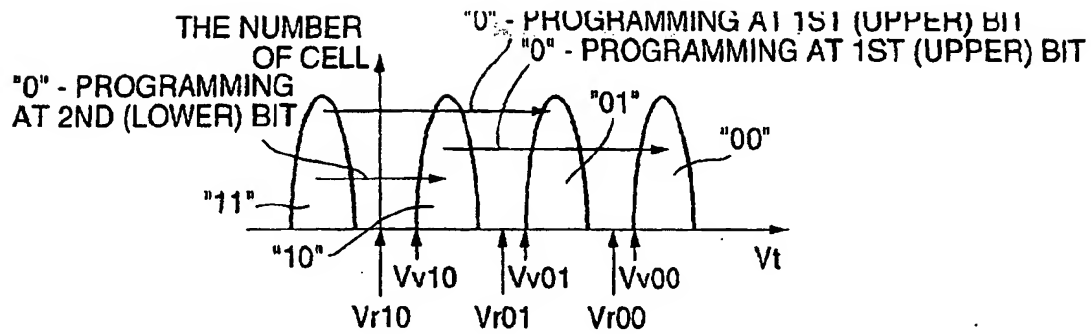 "0" - PROGRAMMING AT 1ST (UPPER) BIT
THE NUMBER
OF CELL
"0" - PROGRAMMING AT 1ST (UPPER) BIT
"0" - PROGRAMMING
AT 2ND (LOWER) BIT
"01"
"00"
"11"
"10"
Vv10
Vv01
Vv00
Vt
Vr10
Vr01
Vr00